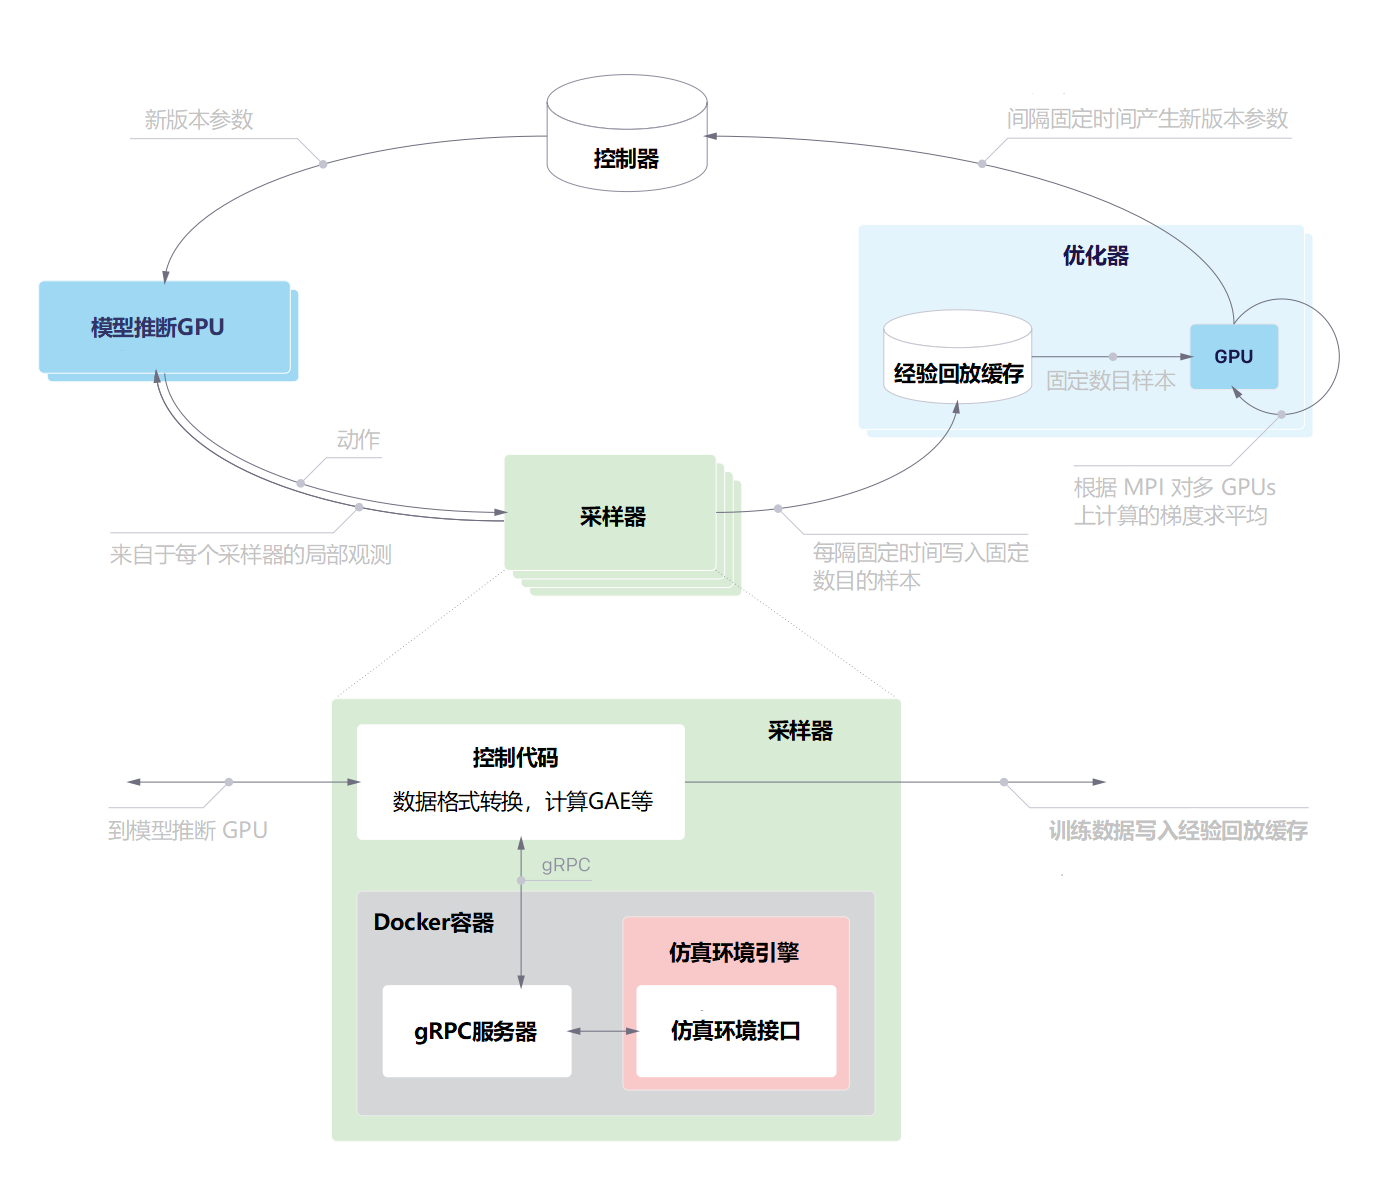 新版本参数
间隔固定时间产生新版本参数
控制器
优化器
模型推断GPU
经验回放缓存
GPU
固定数目样本
动作
根据 MPI 对多 GPUs
上计算的梯度求平均
采样器
来自于每个采样器的局部观测
每隔固定时间写入固定
数目的样本
采样器
控制代码
数据格式转换，计算GAE等
到模型推断 GPU
训练数据写入经验回放缓存
gRPC
Docker容器
仿真环境引擎
gRPC服务器
仿真环境接口